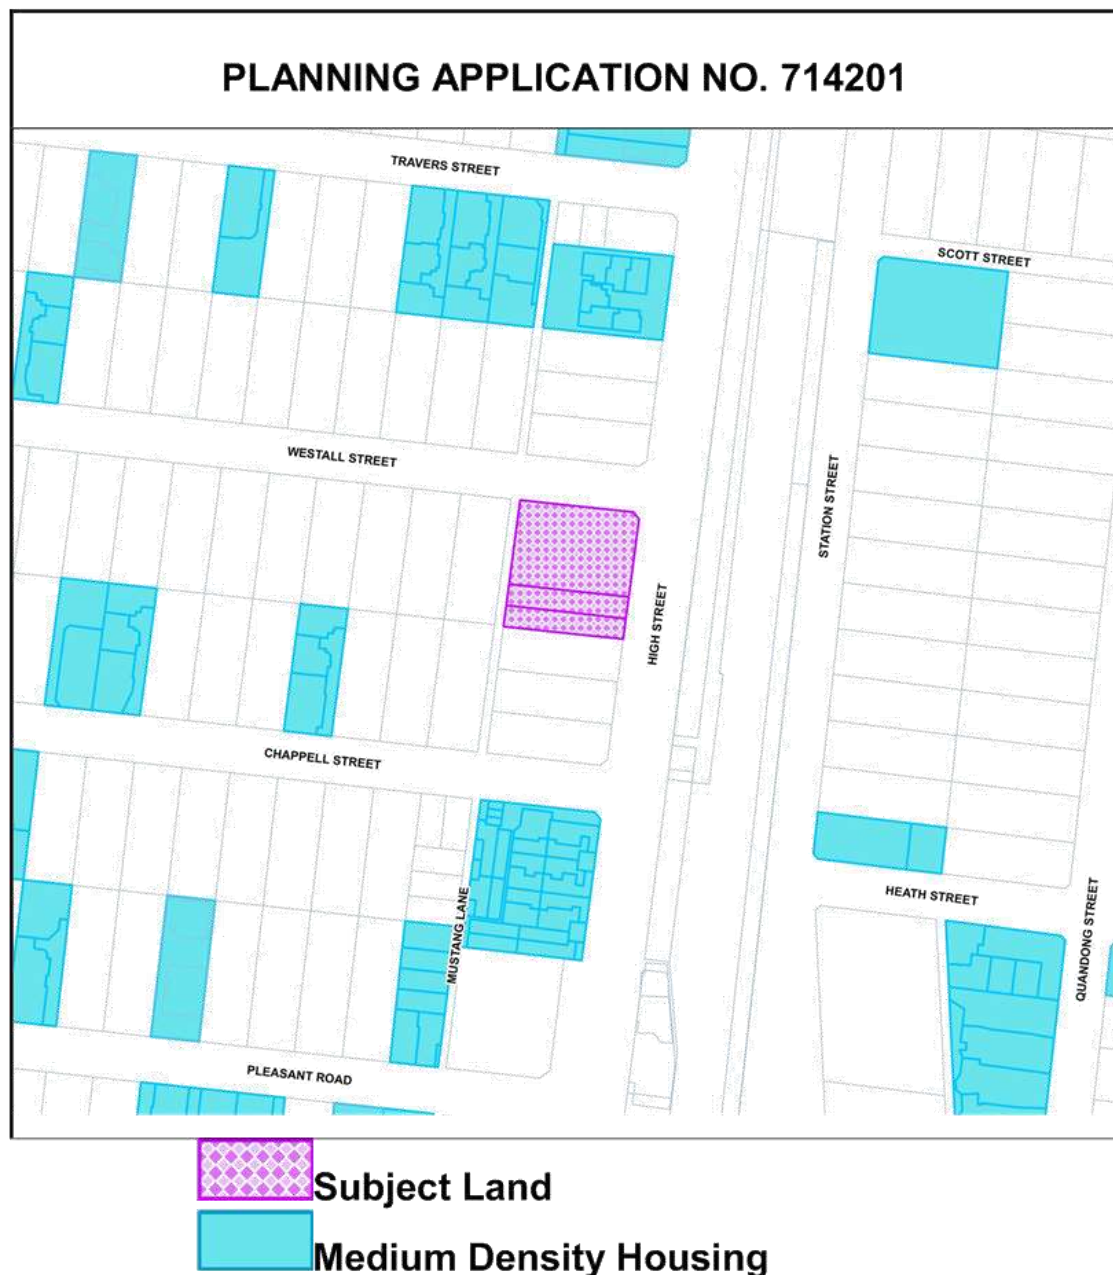 PLANNING APPLICATION NO. 714201
TRAVERS STREET
SCOTT STREET
WESTALL STREET
STATION STREET
HIGH STREET
CHAPPELL STREET
HEATH STREET
MUSTANG LANE
QUANDONG STREET
PLEASANT ROAD
Subject Land
Medium Density Housing